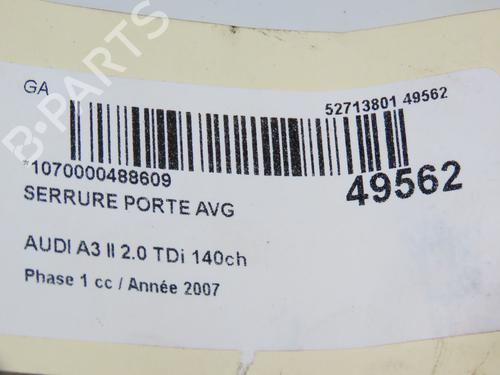 B-PARTS
GA
52713801 49562
*1070000488609
49562
SERRURE PORTE AVG
AUDI A3 II 2.0 TDi 140ch
Phase 1 cc / Année 2007